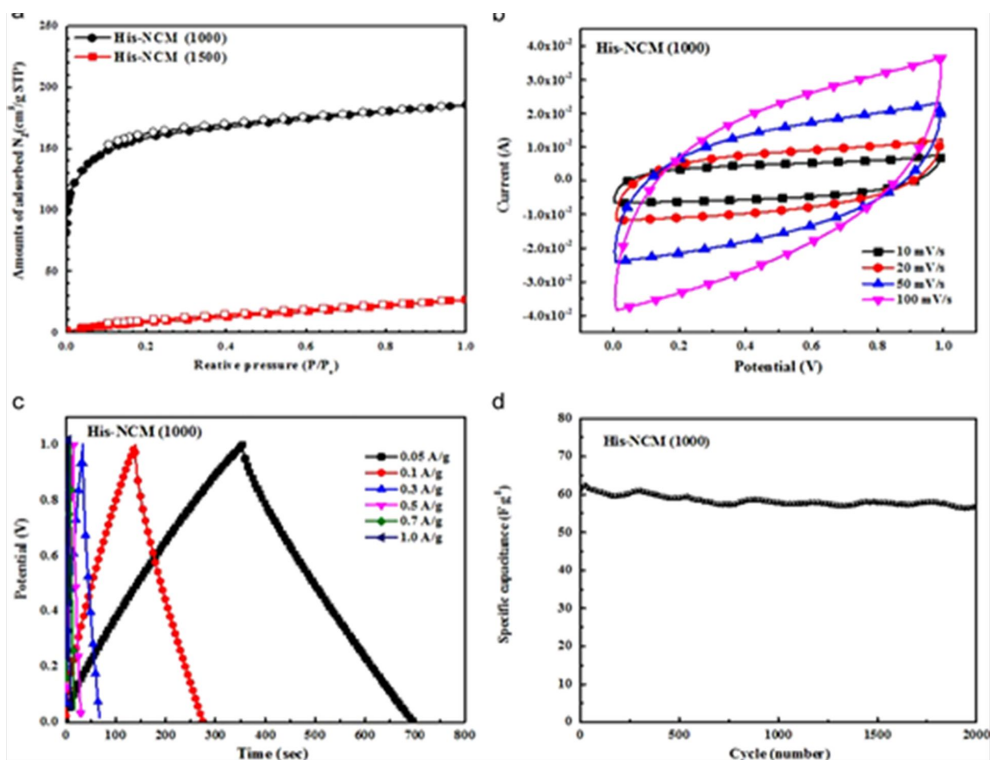 a
His-NCM (1000)
His-NCM (1500)
250
200
150
100
50
0
0.0 0.2 0.4 0.6 0.8 1.0
Amounts of adsorbed N2(cm3/g STP)
Reative pressure (P/Po)
b
His-NCM (1000)
4.0x10-2
3.0x10-2
2.0x10-2
1.0x10-2
0.0
-1.0x10-2
-2.0x10-2
-3.0x10-2
-4.0x10-2
10 mV/s
20 mV/s
50 mV/s
100 mV/s
0.0 0.2 0.4 0.6 0.8 1.0
Current (A)
Potential (V)
c
His-NCM (1000)
1.0
0.8
0.6
0.4
0.2
0.0
0.05 A/g
0.1 A/g
0.3 A/g
0.5 A/g
0.7 A/g
1.0 A/g
0 100 200 300 400 500 600 700 800
Potential (V)
Time (sec)
d
His-NCM (1000)
80
70
60
50
40
30
20
10
0
0 500 1000 1500 2000
Specific capacitance (F g-1)
Cycle (number)